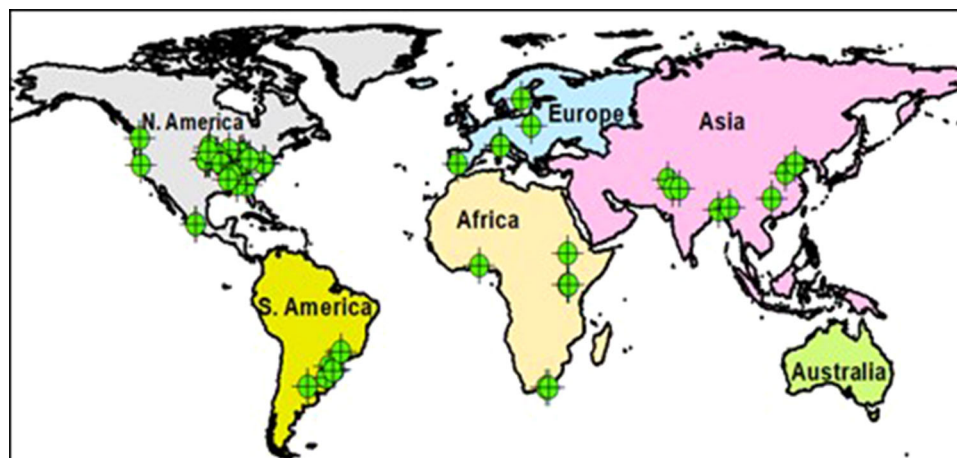 N. America
Europe
Asia
Africa
S. America
Australia